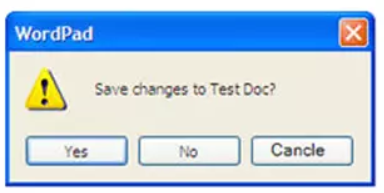 WordPad
Save changes to Test Doc?
Yes No Cancle